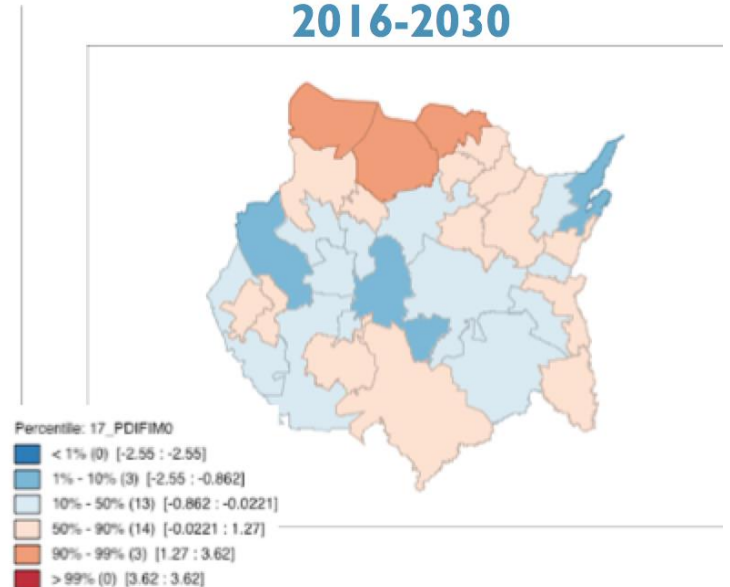 2016-2030
Percentile: 17_PDIFIM0
< 1% (0) [-2.55 : -2.55]
1% - 10% (3) [-2.55 : -0.862]
10% - 50% (13) [-0.862 : -0.0221]
50% - 90% (14) [-0.0221 : 1.27]
90% - 99% (3) [1.27 : 3.62]
> 99% (0) [3.62 : 3.62]